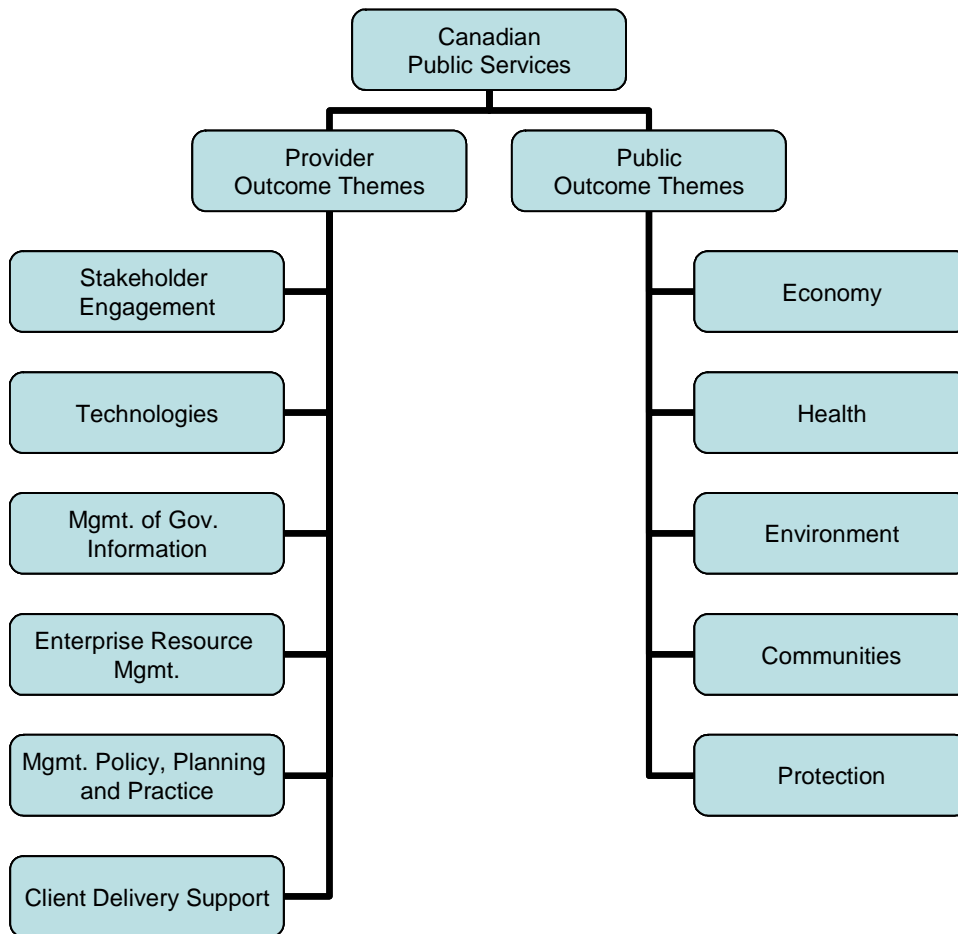 Canadian
Public Services
Provider
Outcome Themes
Public
Outcome Themes
Stakeholder
Engagement
Technologies
Mgmt. of Gov.
Information
Enterprise Resource
Mgmt.
Mgmt. Policy, Planning
and Practice
Client Delivery Support
Economy
Health
Environment
Communities
Protection